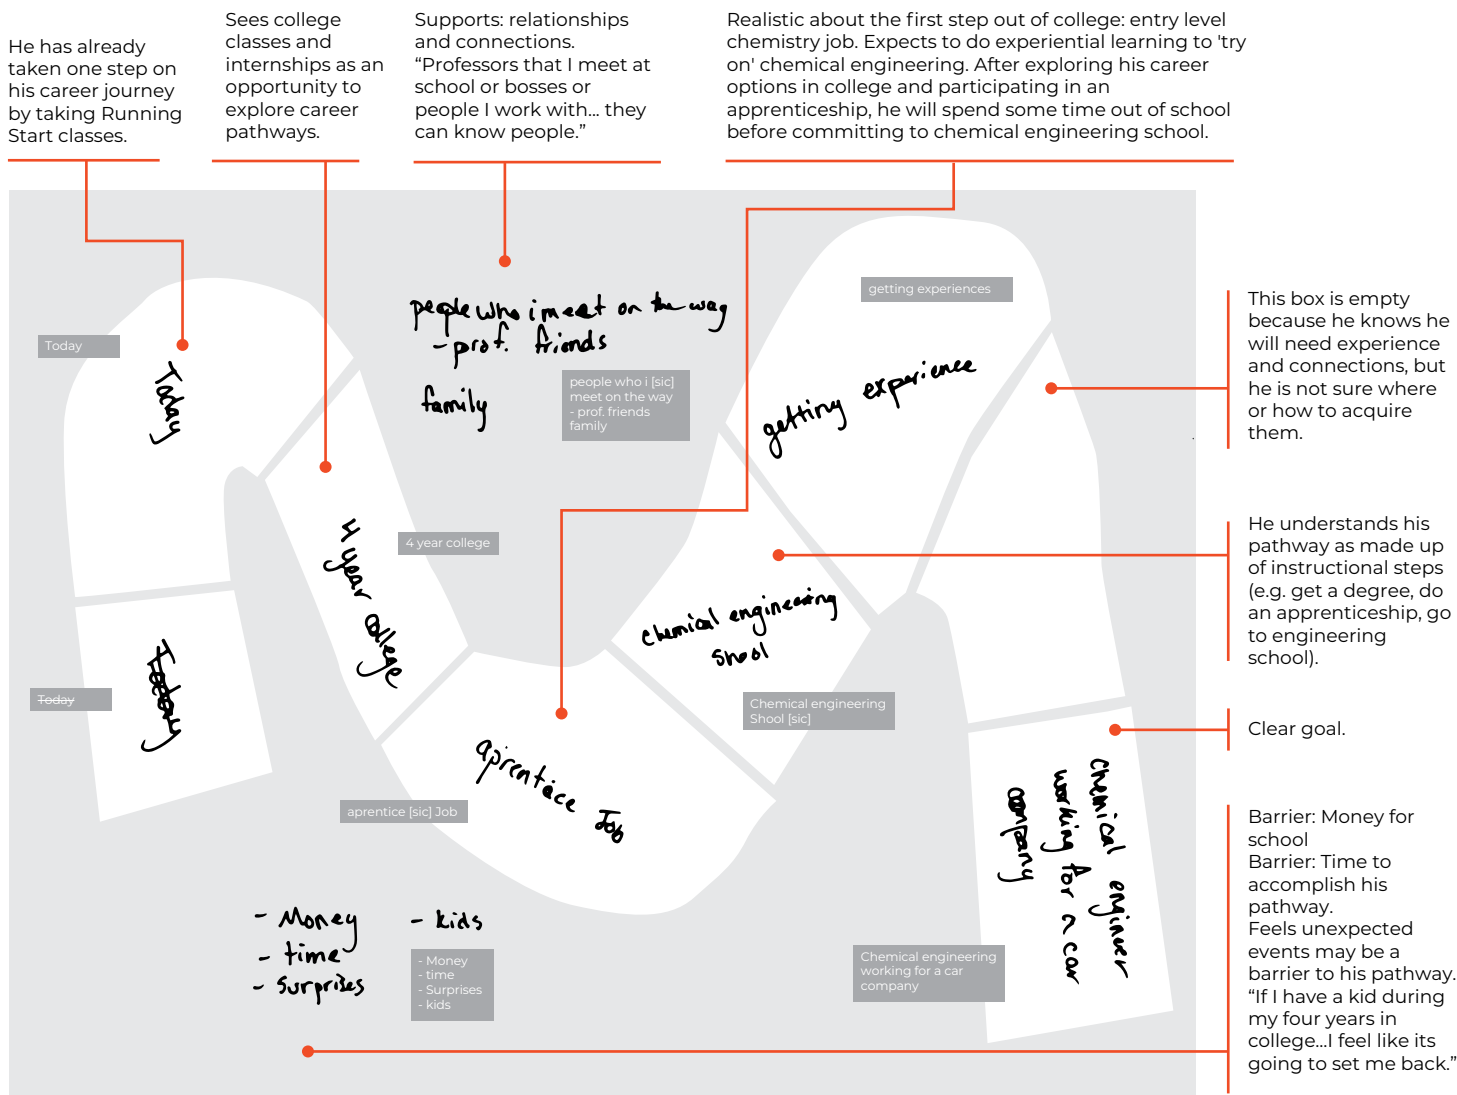 He has already
taken one step on
his career journey
by taking Running
Start classes.
Sees college
classes and
internships as an
opportunity to
explore career
pathways.
Supports: relationships
and connections.
“Professors that I meet at
school or bosses or
people I work with... they
can know people.”
Realistic about the first step out of college: entry level
chemistry job. Expects to do experiential learning to 'try
on' chemical engineering. After exploring his career
options in college and participating in an
apprenticeship, he will spend some time out of school
before committing to chemical engineering school.
Today
Today
Today
Today
people who i meet on the way
- prof. friends
family
people who i [sic]
meet on the way
- prof. friends
family
4 year college
4 year college
aprentice Job
aprentice [sic] Job
chemical engineering
shool
Chemical engineering
Shool [sic]
getting experiences
getting experience
chemical engineer
working for a car
company
Chemical engineering
working for a car
company
- Money
- time
- Surprises
- kids
- Money
- time
- Surprises
- kids
This box is empty
because he knows he
will need experience
and connections, but
he is not sure where
or how to acquire
them.
He understands his
pathway as made up
of instructional steps
(e.g. get a degree, do
an apprenticeship, go
to engineering
school).
Clear goal.
Barrier: Money for
school
Barrier: Time to
accomplish his
pathway.
Feels unexpected
events may be a
barrier to his pathway.
“If I have a kid during
my four years in
college...I feel like its
going to set me back.”